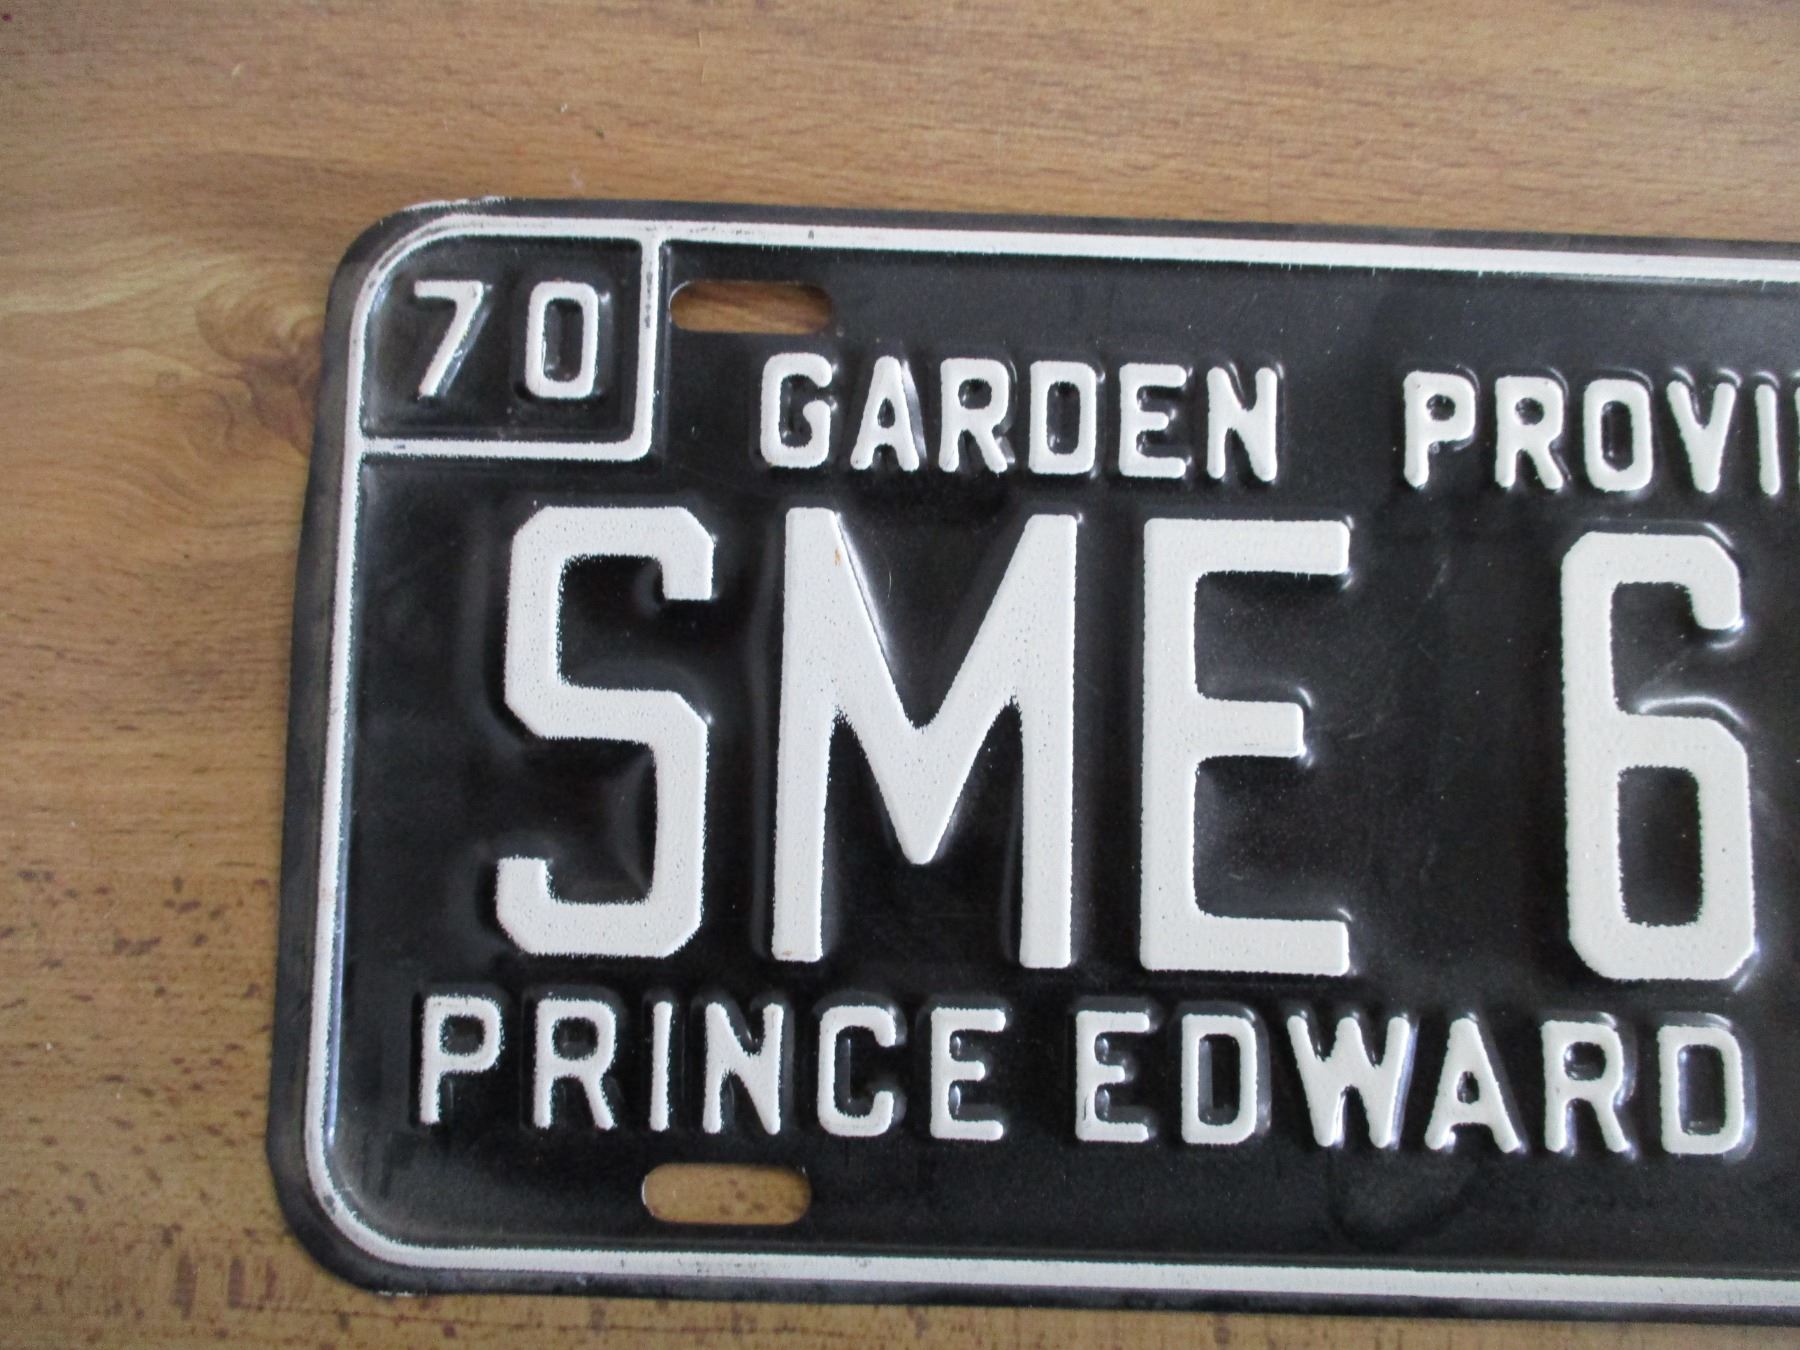 70
GARDEN PROVI
SME 6
PRINCE EDWARD